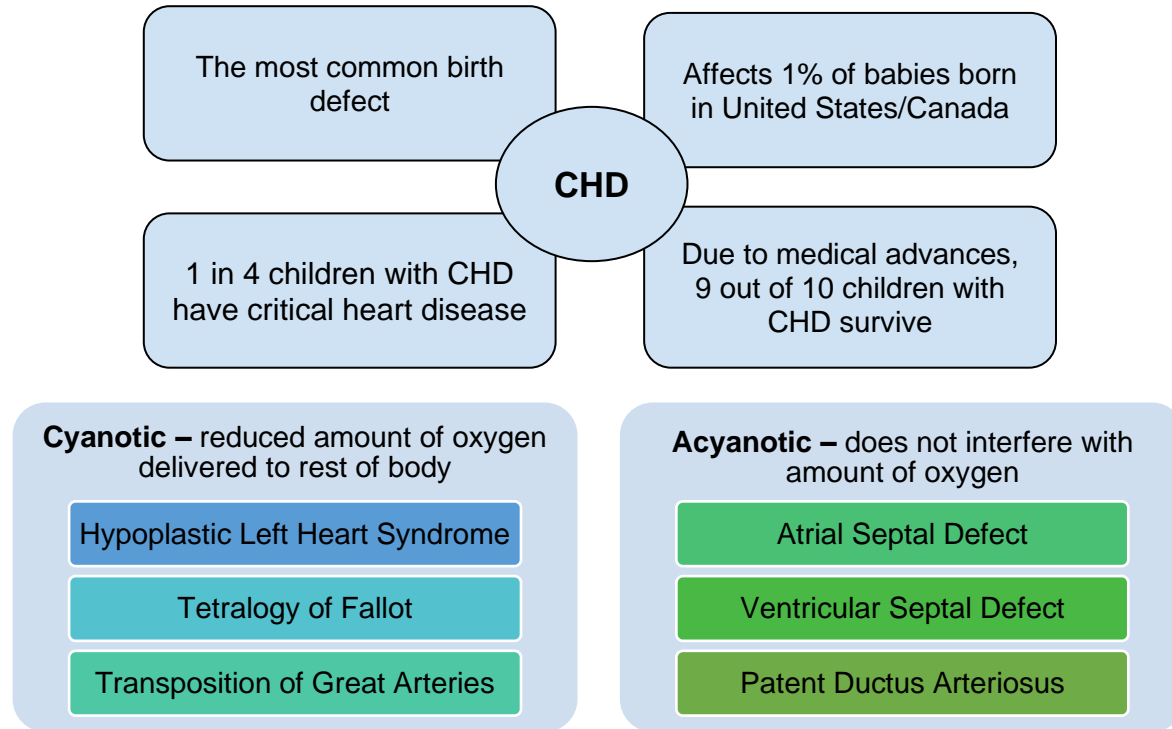 The most common birth
defect
Affects 1% of babies born
in United States/Canada
CHD
1 in 4 children with CHD
have critical heart disease
Due to medical advances,
9 out of 10 children with
CHD survive
Cyanotic – reduced amount of oxygen
delivered to rest of body
Hypoplastic Left Heart Syndrome
Tetralogy of Fallot
Transposition of Great Arteries
Acyanotic – does not interfere with
amount of oxygen
Atrial Septal Defect
Ventricular Septal Defect
Patent Ductus Arteriosus